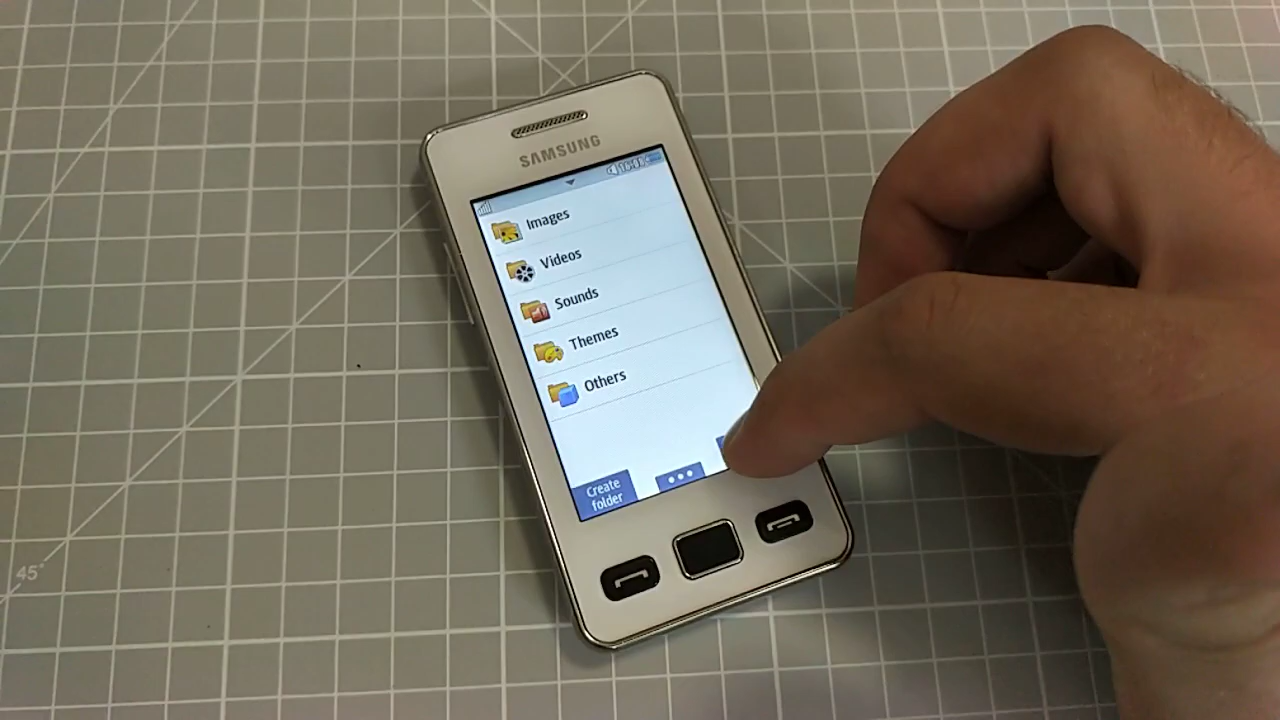 SAMSUNG
Images
Videos
Sounds
Themes
Others
Create
folder
45°